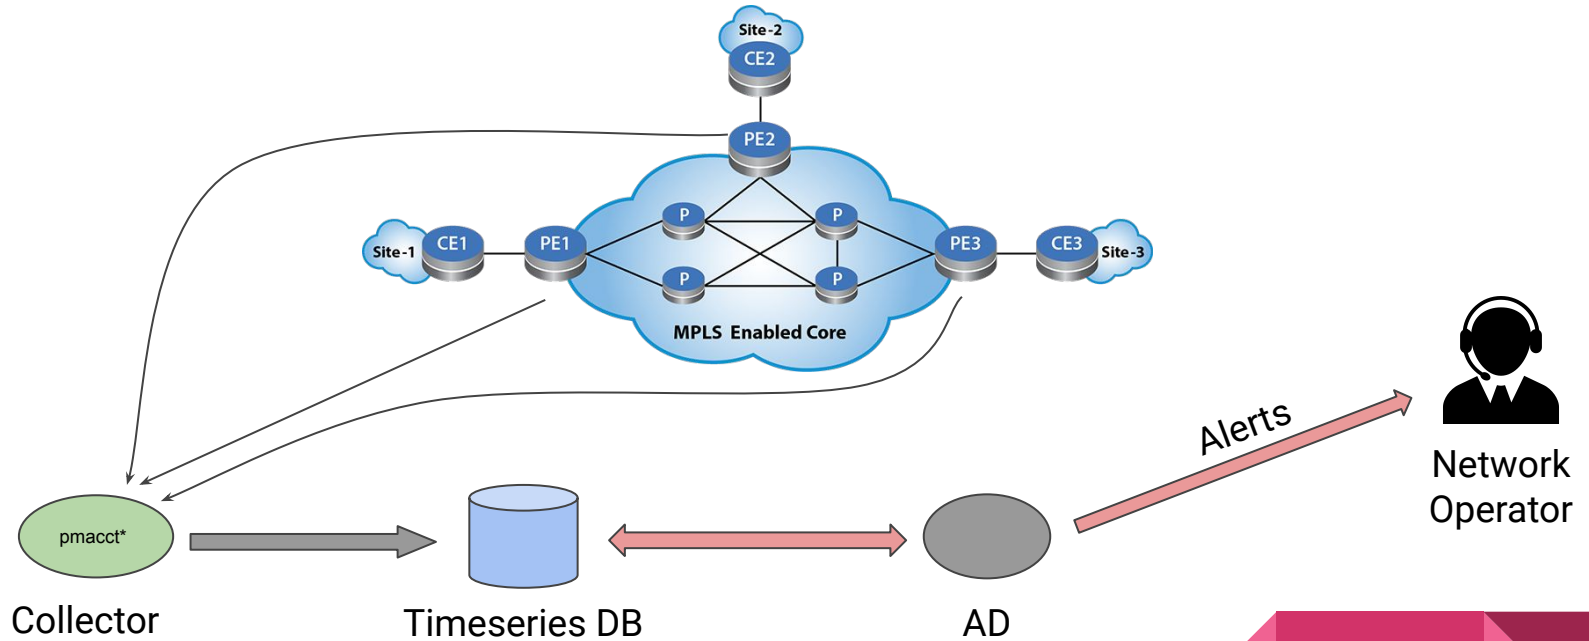 Site-2
CE2
PE2
P
P
Site-1
CE1
PE1
PE3
CE3
Site-3
P
P
MPLS Enabled Core
Alerts
Network
Operator
pmacct*
Collector
Timeseries DB
AD